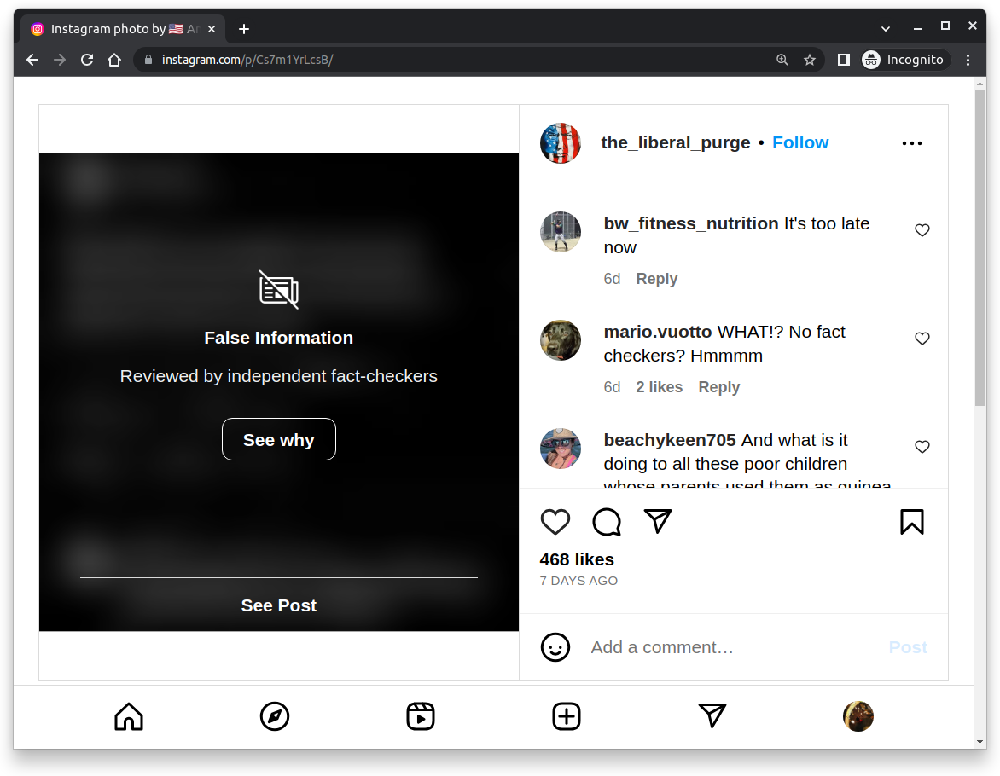 Instagram photo by 🇺🇸 Ar
instagram.com/p/Cs7m1YrLcsB/
Incognito
False Information
Reviewed by independent fact-checkers
See why
See Post
the_liberal_purge • Follow
bw_fitness_nutrition It's too late
now
6d Reply
mario.vuotto WHAT!? No fact
checkers? Hmmmm
6d 2 likes Reply
beachykeen705 And what is it
doing to all these poor children
whose parents used them as guinea
468 likes
7 DAYS AGO
Add a comment… Post